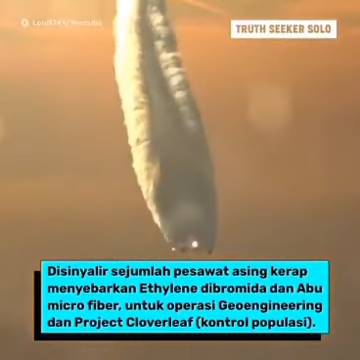 TRUTH SEEKER SOLO
Disinyalir sejumlah pesawat asing kerap
menyebarkan Ethylene dibromida dan Abu
micro fiber, untuk operasi Geoengineering
dan Project Cloverleaf (kontrol populasi).